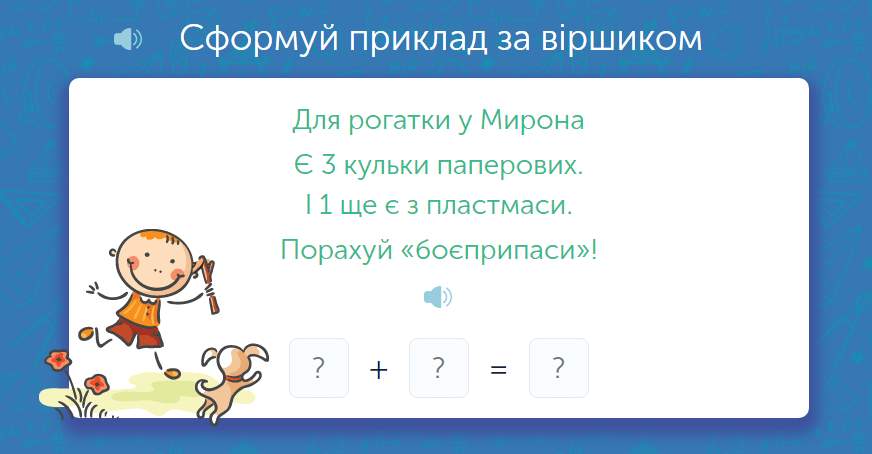 Сформуй приклад за віршиком
Для рогатки у Мирона
Є 3 кульки паперових.
І 1 ще є з пластмаси.
Порахуй «боєприпаси»!
? + ? = ?